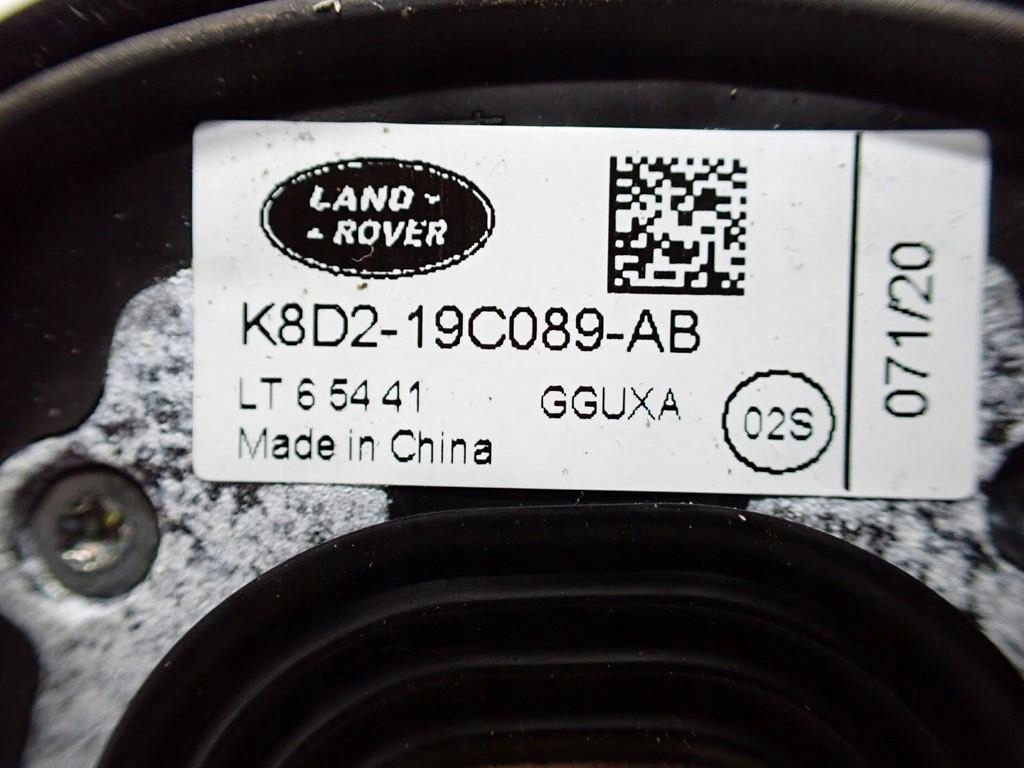 LAND -
- ROVER
K8D2-19C089-AB
LT 6 54 41
GGUXA
02S
Made in China
071/20